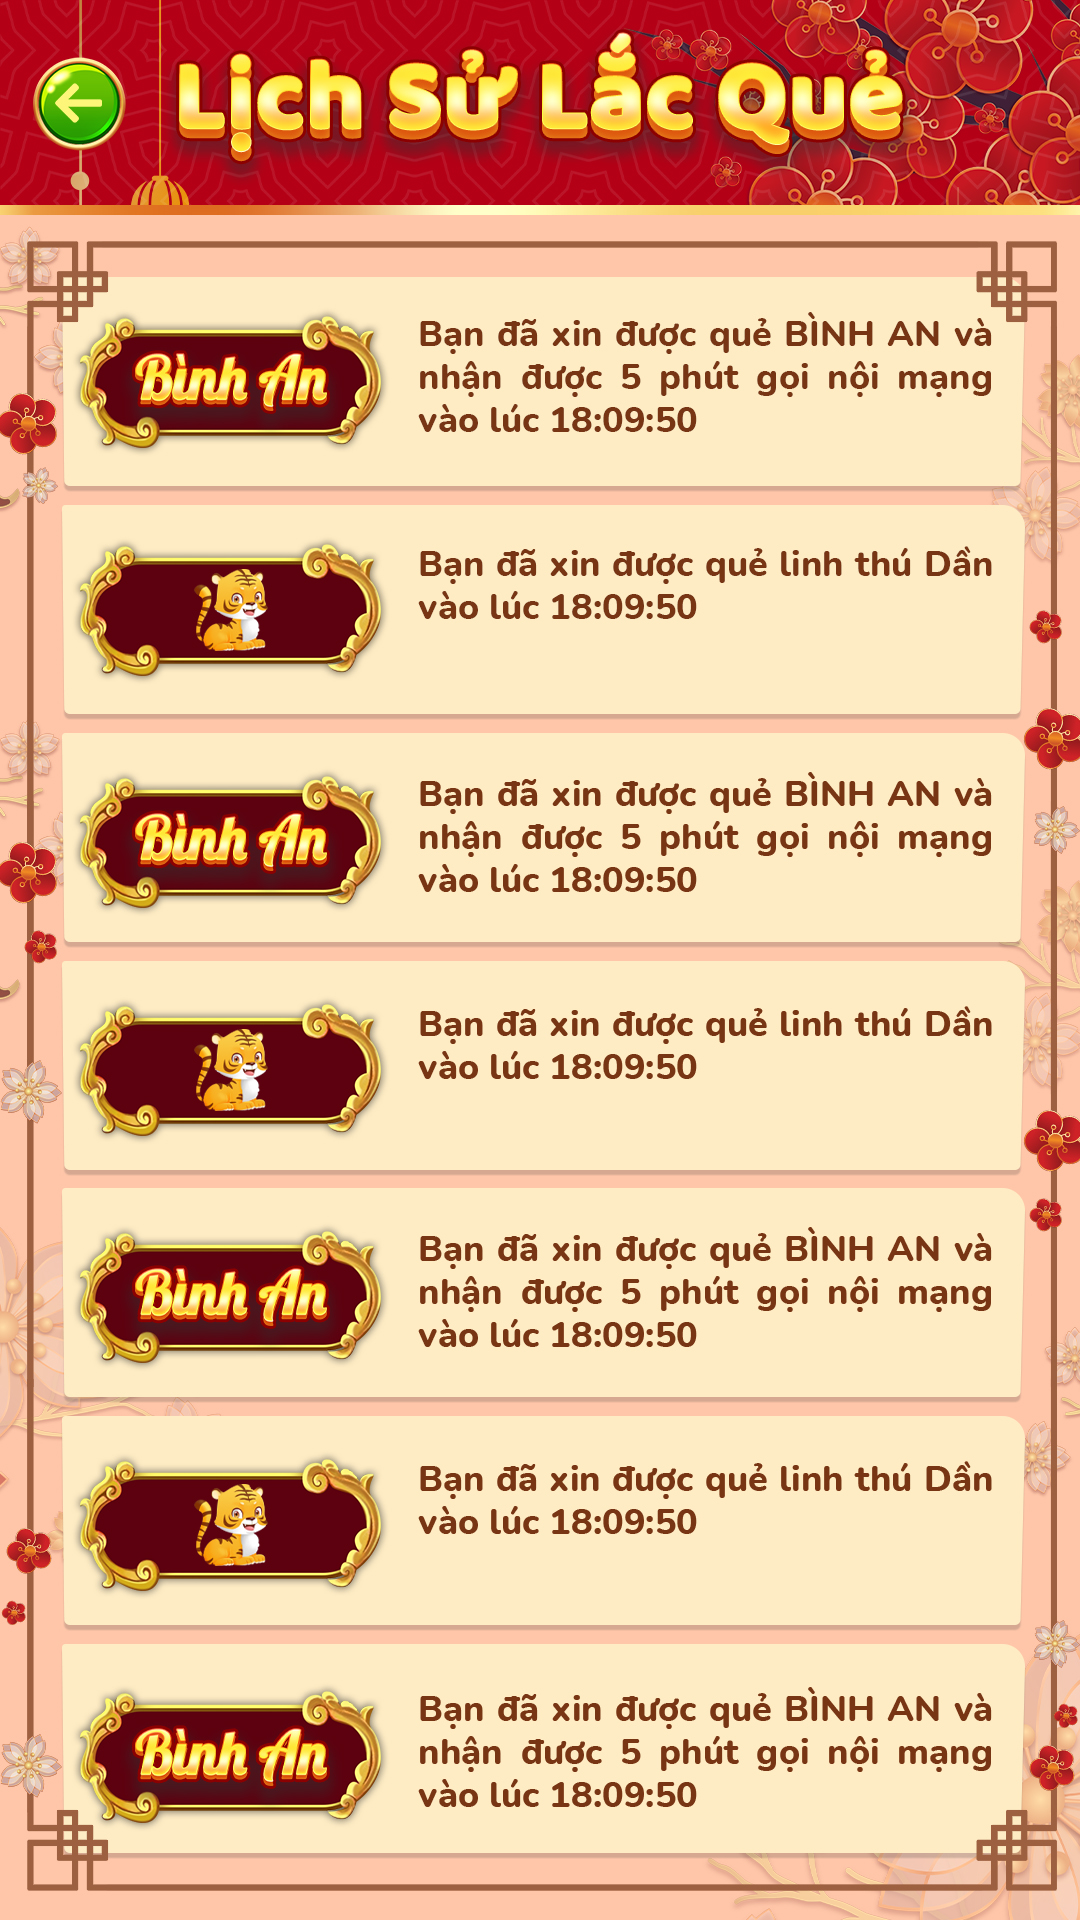 Lịch Sử Lắc Quẻ
Bình An
Bạn đã xin được quẻ BÌNH AN và
nhận được 5 phút gọi nội mạng
vào lúc 18:09:50
Bạn đã xin được quẻ linh thú Dần
vào lúc 18:09:50
Bình An
Bạn đã xin được quẻ BÌNH AN và
nhận được 5 phút gọi nội mạng
vào lúc 18:09:50
Bạn đã xin được quẻ linh thú Dần
vào lúc 18:09:50
Bình An
Bạn đã xin được quẻ BÌNH AN và
nhận được 5 phút gọi nội mạng
vào lúc 18:09:50
Bạn đã xin được quẻ linh thú Dần
vào lúc 18:09:50
Bình An
Bạn đã xin được quẻ BÌNH AN và
nhận được 5 phút gọi nội mạng
vào lúc 18:09:50